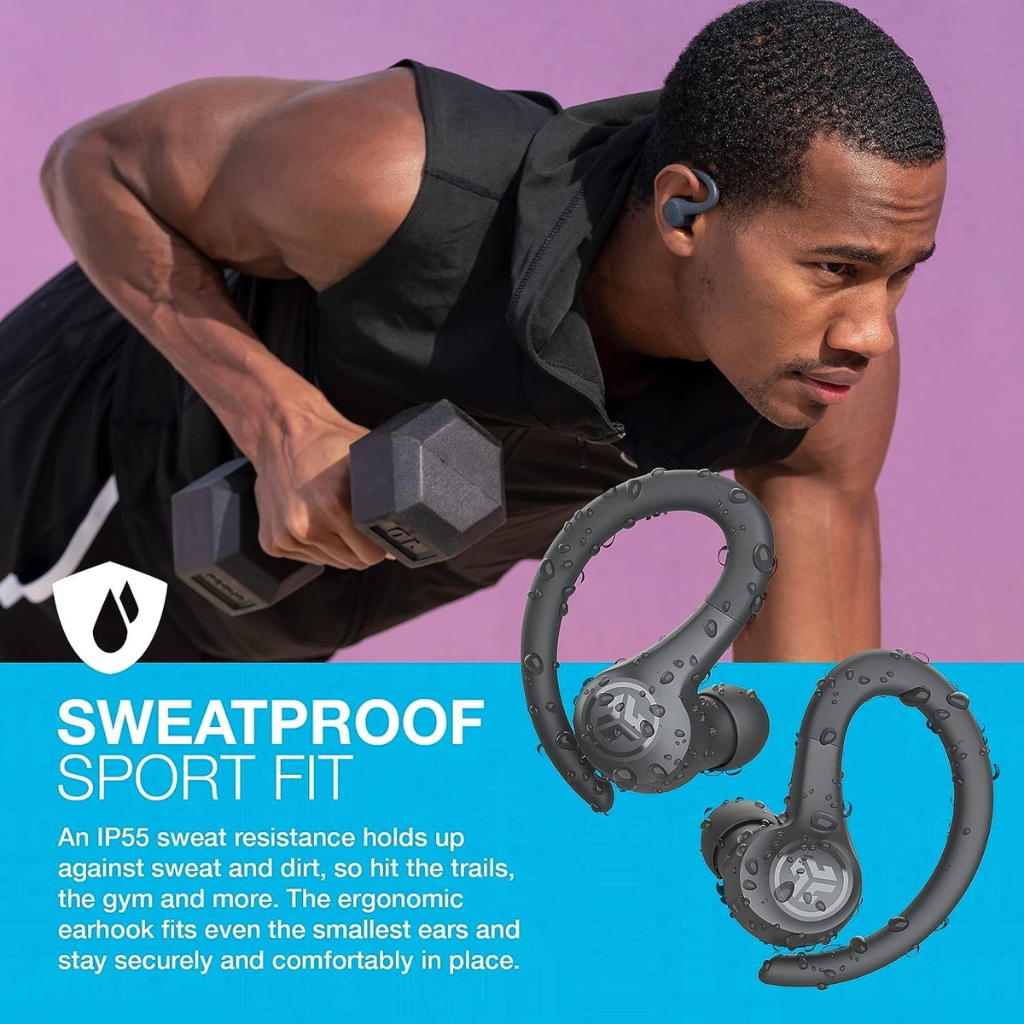 SWEATPROOF
SPORT FIT
An IP55 sweat resistance holds up
against sweat and dirt, so hit the trails,
the gym and more. The ergonomic
earhook fits even the smallest ears and
stay securely and comfortably in place.